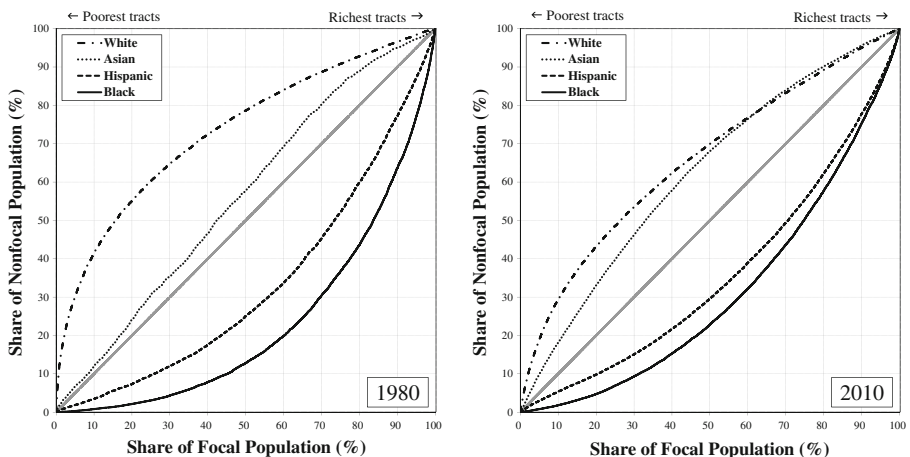 ← Poorest tracts
Richest tracts →
100
90
80
70
60
50
40
30
20
10
0
Share of Nonfocal Population (%)
White
Asian
Hispanic
Black
1980
0 10 20 30 40 50 60 70 80 90 100
Share of Focal Population (%)
← Poorest tracts
Richest tracts →
100
90
80
70
60
50
40
30
20
10
0
Share of Nonfocal Population (%)
White
Asian
Hispanic
Black
2010
0 10 20 30 40 50 60 70 80 90 100
Share of Focal Population (%)